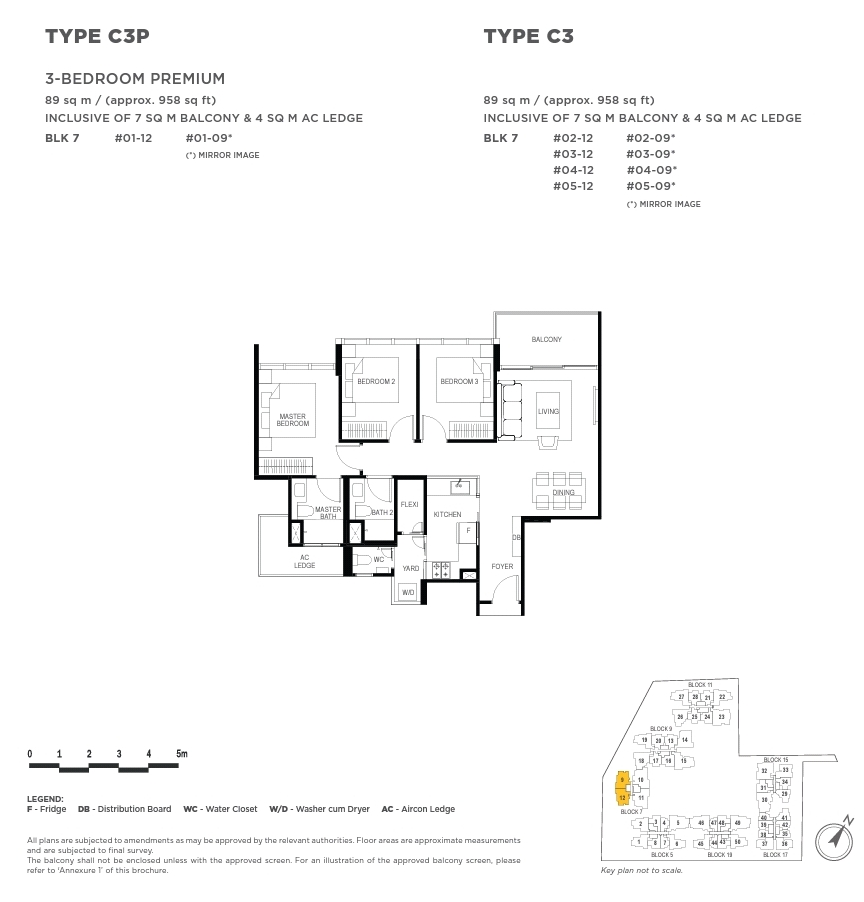 TYPE C3P
3-BEDROOM PREMIUM
89 sq m / (approx. 958 sq ft)
INCLUSIVE OF 7 SQ M BALCONY & 4 SQ M AC LEDGE
BLK 7 #01-12 #01-09*
(*) MIRROR IMAGE
TYPE C3
89 sq m / (approx. 958 sq ft)
INCLUSIVE OF 7 SQ M BALCONY & 4 SQ M AC LEDGE
BLK 7 #02-12 #02-09*
#03-12 #03-09*
#04-12 #04-09*
#05-12 #05-09*
(*) MIRROR IMAGE
BALCONY
BEDROOM 2
BEDROOM 3
MASTER
BEDROOM
LIVING
DINING
MASTER
BATH
BATH 2
FLEXI
KITCHEN
F
DB
AC
LEDGE
WC
YARD
FOYER
W/D
0 1 2 3 4 5m
LEGEND:
F - Fridge DB - Distribution Board WC - Water Closet W/D - Washer cum Dryer AC - Aircon Ledge
All plans are subjected to amendments as may be approved by the relevant authorities. Floor areas are approximate measurements
and are subjected to final survey.
The balcony shall not be enclosed unless with the approved screen. For an illustration of the approved balcony screen, please
refer to 'Annexure 1' of this brochure.
BLOCK 11
27 28 21 22
26 25 24 23
BLOCK 9
19 20 13 14
18 17 16 15
9 10
12 11
BLOCK 7
2 3 4 5
1 8 7 6
BLOCK 5
46 47 48 49
45 44 43 50
BLOCK 19
BLOCK 15
32 33
31 34
30 29
40 41
39 42
38 35
37 36
BLOCK 17
N
Key plan not to scale.